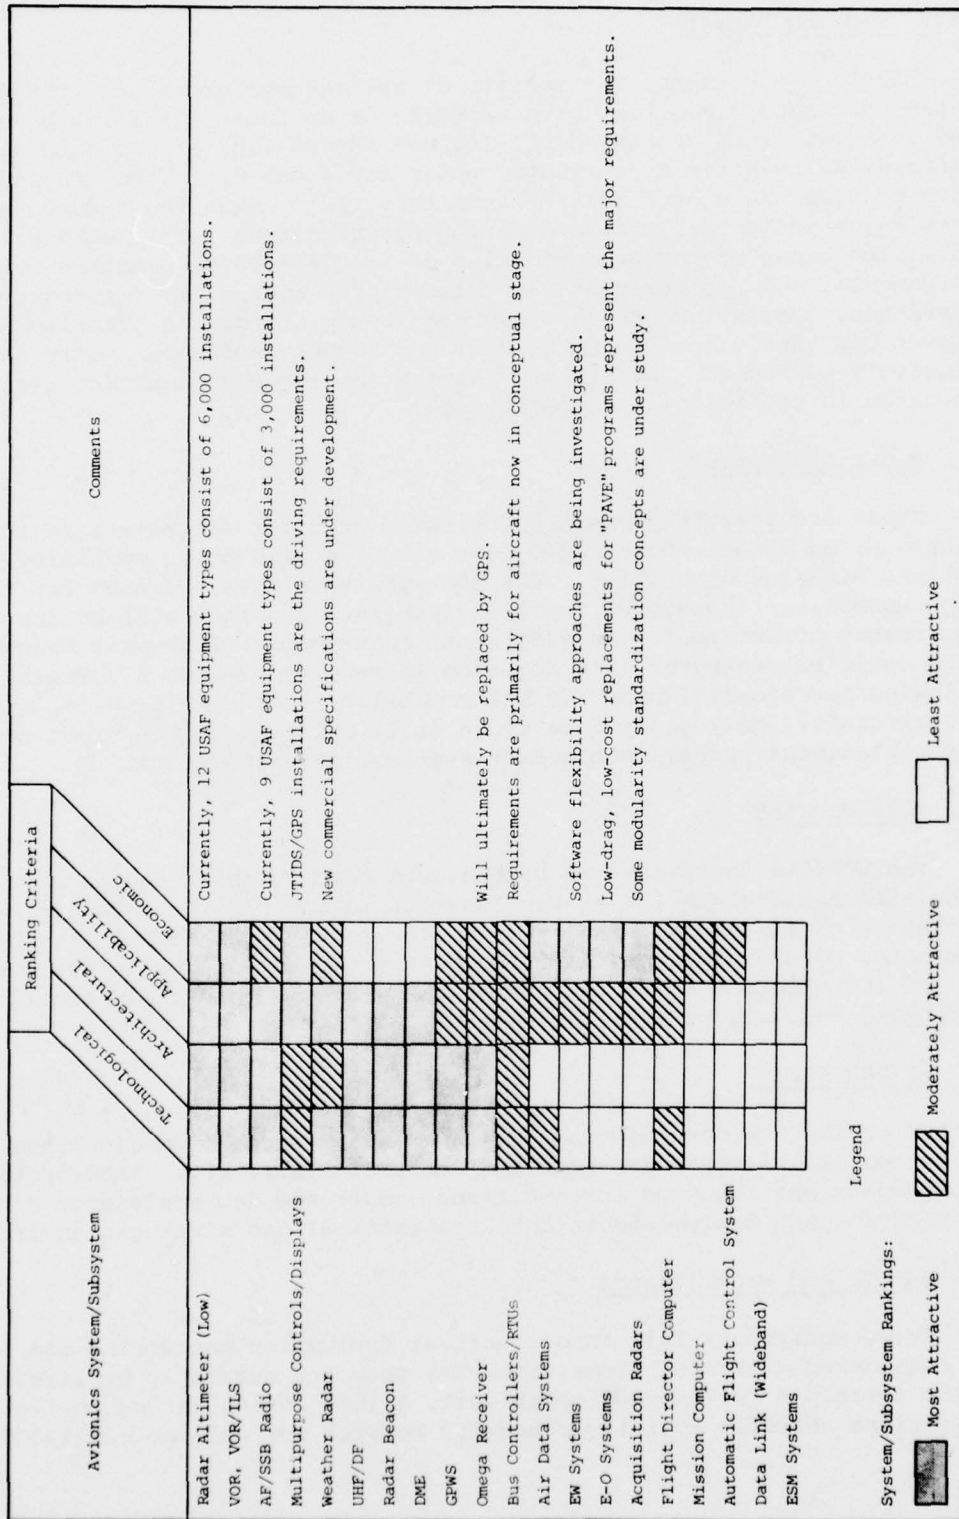 Avionics System/Subsystem
Ranking Criteria
Comments
Technological
Architectural
Applicability
Economic
Radar Altimeter (Low) Currently, 12 USAF equipment types consist of 6,000 installations.
VOR, VOR/ILS
AF/SSB Radio Currently, 9 USAF equipment types consist of 3,000 installations.
Multipurpose Controls/Displays JTIDS/GPS installations are the driving requirements.
Weather Radar New commercial specifications are under development.
UHF/DF
Radar Beacon
DME
GPWS
Omega Receiver Will ultimately be replaced by GPS.
Bus Controllers/RTUs Requirements are primarily for aircraft now in conceptual stage.
Air Data Systems
EW Systems Software flexibility approaches are being investigated.
E-O Systems Low-drag, low-cost replacements for "PAVE" programs represent the major requirements.
Acquisition Radars Some modularity standardization concepts are under study.
Flight Director Computer
Mission Computer
Automatic Flight Control System
Data Link (Wideband)
ESM Systems
Legend
System/Subsystem Rankings:
Most Attractive
Moderately Attractive
Least Attractive